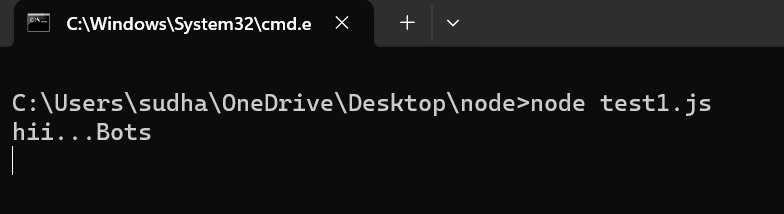 C:\Windows\System32\cmd.e
C:\Users\sudha\OneDrive\Desktop\node>node test1.js
hii...Bots